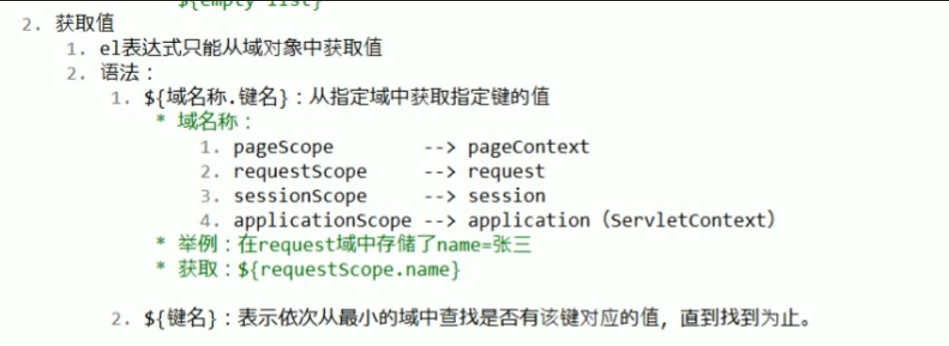 ${empty list}
2. 获取值
1. el表达式只能从域对象中获取值
2. 语法：
1. ${域名称.键名}：从指定域中获取指定键的值
* 域名称：
1. pageScope --> pageContext
2. requestScope --> request
3. sessionScope --> session
4. applicationScope --> application（ServletContext）
* 举例：在request域中存储了name=张三
* 获取：${requestScope.name}
2. ${键名}：表示依次从最小的域中查找是否有该键对应的值，直到找到为止。